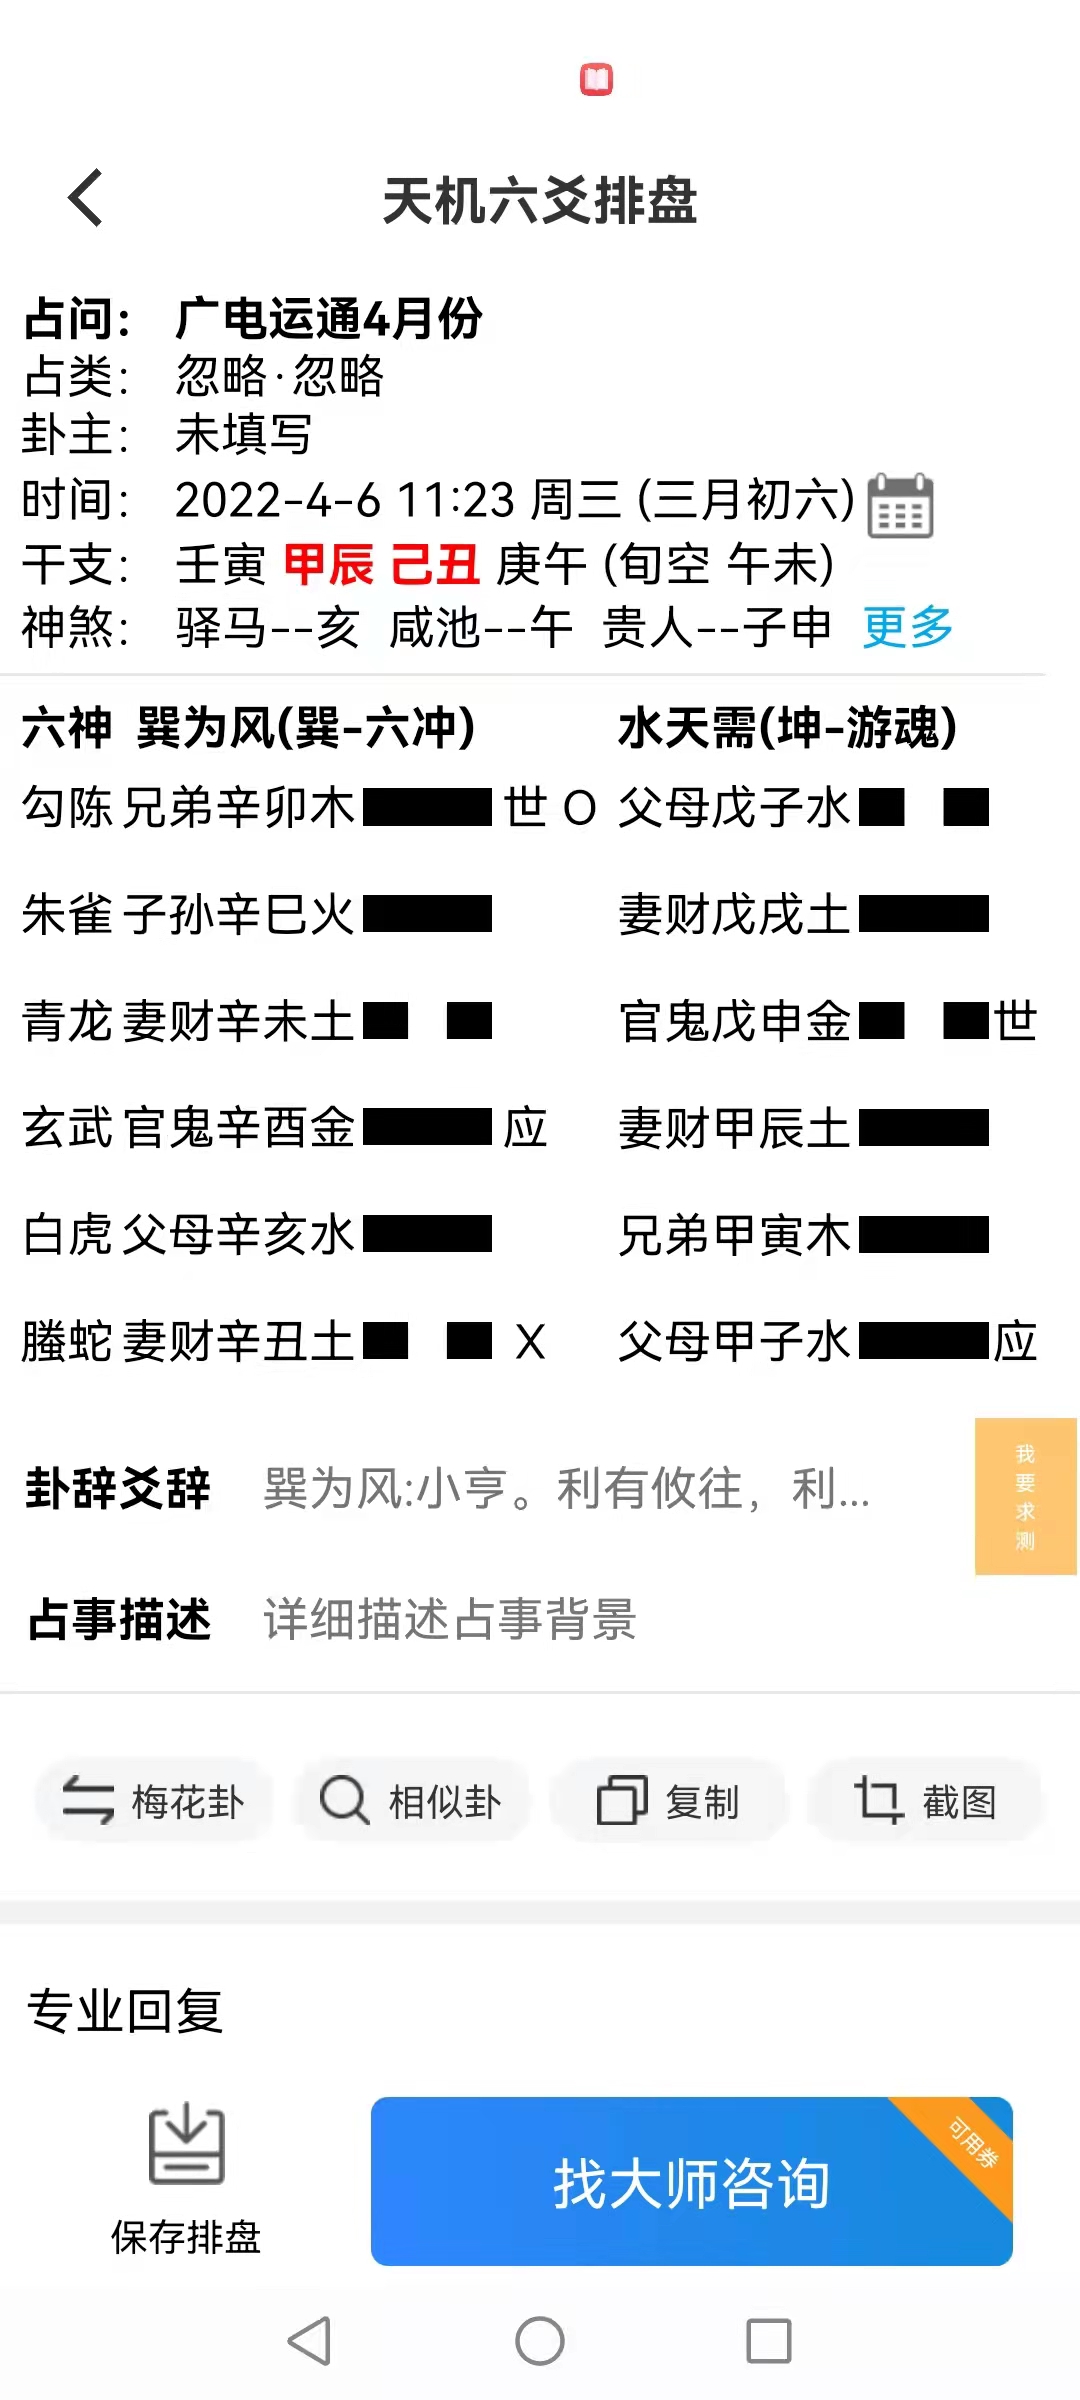 天机六爻排盘
占问： 广电运通4月份
占类： 忽略·忽略
卦主： 未填写
时间： 2022-4-6 11:23 周三 (三月初六)
干支： 壬寅 甲辰 己丑 庚午 (旬空 午未)
神煞： 驿马--亥 咸池--午 贵人--子申 更多
六神 巽为风(巽-六冲) 水天需(坤-游魂)
勾陈 兄弟辛卯木 世 O 父母戊子水
朱雀 子孙辛巳火 妻财戊戌土
青龙 妻财辛未土 官鬼戊申金 世
玄武 官鬼辛酉金 应 妻财甲辰土
白虎 父母辛亥水 兄弟甲寅木
螣蛇 妻财辛丑土 X 父母甲子水 应
卦辞爻辞 巽为风:小亨。利有攸往，利...
我要求测
占事描述 详细描述占事背景
梅花卦 相似卦 复制 截图
专业回复
可用券
找大师咨询
保存排盘